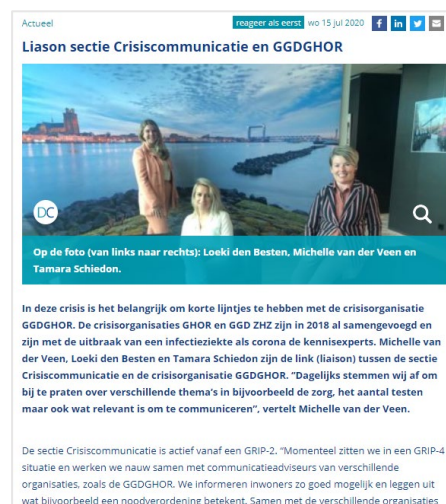 Actueel
reageer als eerst wo 15 jul 2020
Liason sectie Crisiscommunicatie en GGDGHOR
DC
Op de foto (van links naar rechts): Loeki den Besten, Michelle van der Veen en
Tamara Schiedon.
In deze crisis is het belangrijk om korte lijntjes te hebben met de crisisorganisatie
GGDGHOR. De crisisorganisaties GHOR en GGD ZHZ zijn in 2018 al samengevoegd en
zijn met de uitbraak van een infectieziekte als corona de kennisexperts. Michelle van
der Veen, Loeki den Besten en Tamara Schiedon zijn de link (liaison) tussen de sectie
Crisiscommunicatie en de crisisorganisatie GGDGHOR. “Dagelijks stemmen wij af om
bij te praten over verschillende thema’s in bijvoorbeeld de zorg, het aantal testen
maar ook wat relevant is om te communiceren”, vertelt Michelle van der Veen.
De sectie Crisiscommunicatie is actief vanaf een GRIP-2. “Momenteel zitten we in een GRIP-4
situatie en werken we nauw samen met communicatieadviseurs van verschillende
organisaties, zoals de GGDGHOR. We informeren inwoners zo goed mogelijk en leggen uit
wat bijvoorbeeld een noodverordening betekent. Samen met de verschillende organisaties